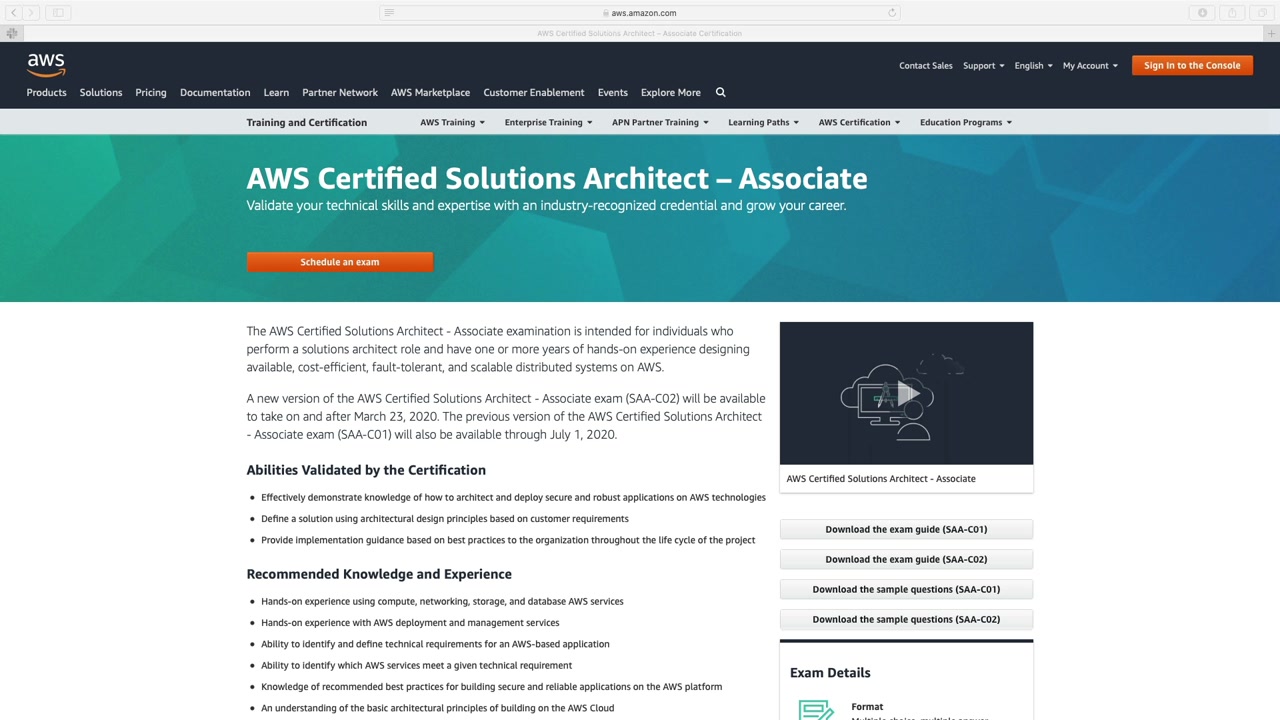 aws.amazon.com
AWS Certified Solutions Architect – Associate Certification
aws
Contact Sales Support English My Account Sign In to the Console
Products Solutions Pricing Documentation Learn Partner Network AWS Marketplace Customer Enablement Events Explore More
Training and Certification AWS Training Enterprise Training APN Partner Training Learning Paths AWS Certification Education Programs
AWS Certified Solutions Architect – Associate
Validate your technical skills and expertise with an industry-recognized credential and grow your career.
Schedule an exam
The AWS Certified Solutions Architect - Associate examination is intended for individuals who
perform a solutions architect role and have one or more years of hands-on experience designing
available, cost-efficient, fault-tolerant, and scalable distributed systems on AWS.
A new version of the AWS Certified Solutions Architect - Associate exam (SAA-C02) will be available
to take on and after March 23, 2020. The previous version of the AWS Certified Solutions Architect
- Associate exam (SAA-C01) will also be available through July 1, 2020.
Abilities Validated by the Certification
• Effectively demonstrate knowledge of how to architect and deploy secure and robust applications on AWS technologies
• Define a solution using architectural design principles based on customer requirements
• Provide implementation guidance based on best practices to the organization throughout the life cycle of the project
Recommended Knowledge and Experience
• Hands-on experience using compute, networking, storage, and database AWS services
• Hands-on experience with AWS deployment and management services
• Ability to identify and define technical requirements for an AWS-based application
• Ability to identify which AWS services meet a given technical requirement
• Knowledge of recommended best practices for building secure and reliable applications on the AWS platform
• An understanding of the basic architectural principles of building on the AWS Cloud
AWS Certified Solutions Architect - Associate
Download the exam guide (SAA-C01)
Download the exam guide (SAA-C02)
Download the sample questions (SAA-C01)
Download the sample questions (SAA-C02)
Exam Details
Format
Multiple choice, multiple answer